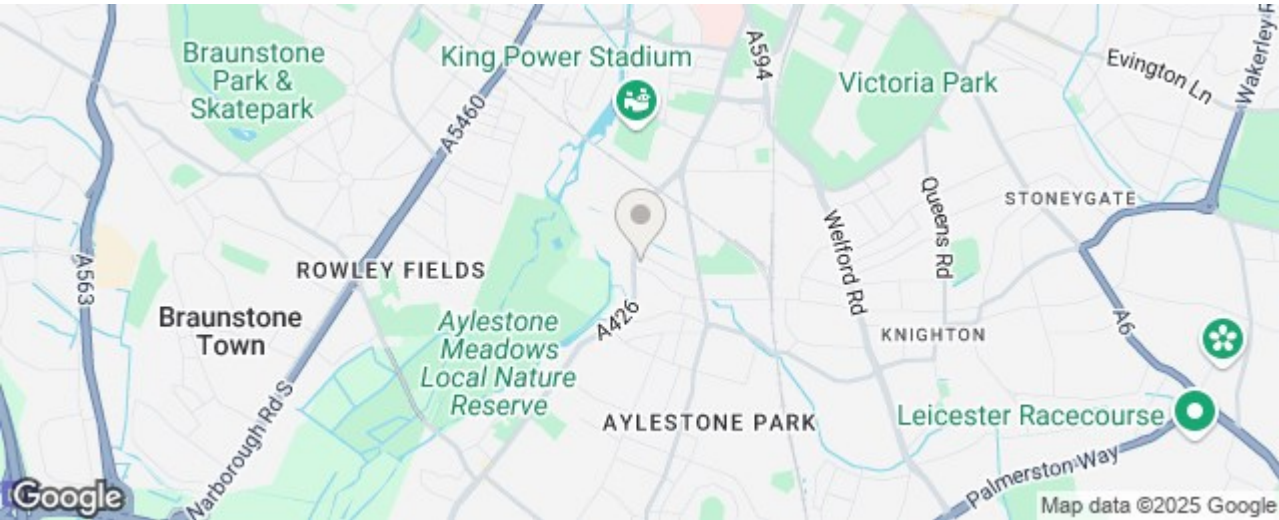 Braunstone
Park &
Skatepark
King Power Stadium
A594
Victoria Park
Evington Ln
A5460
STONEYGATE
Queens Rd
Welford Rd
A563
ROWLEY FIELDS
Braunstone
Town
Aylestone
Meadows
Local Nature
Reserve
A426
KNIGHTON
A6
AYLESTONE PARK
Leicester Racecourse
Narborough Rd S
Palmerston Way
Google
Map data ©2025 Google